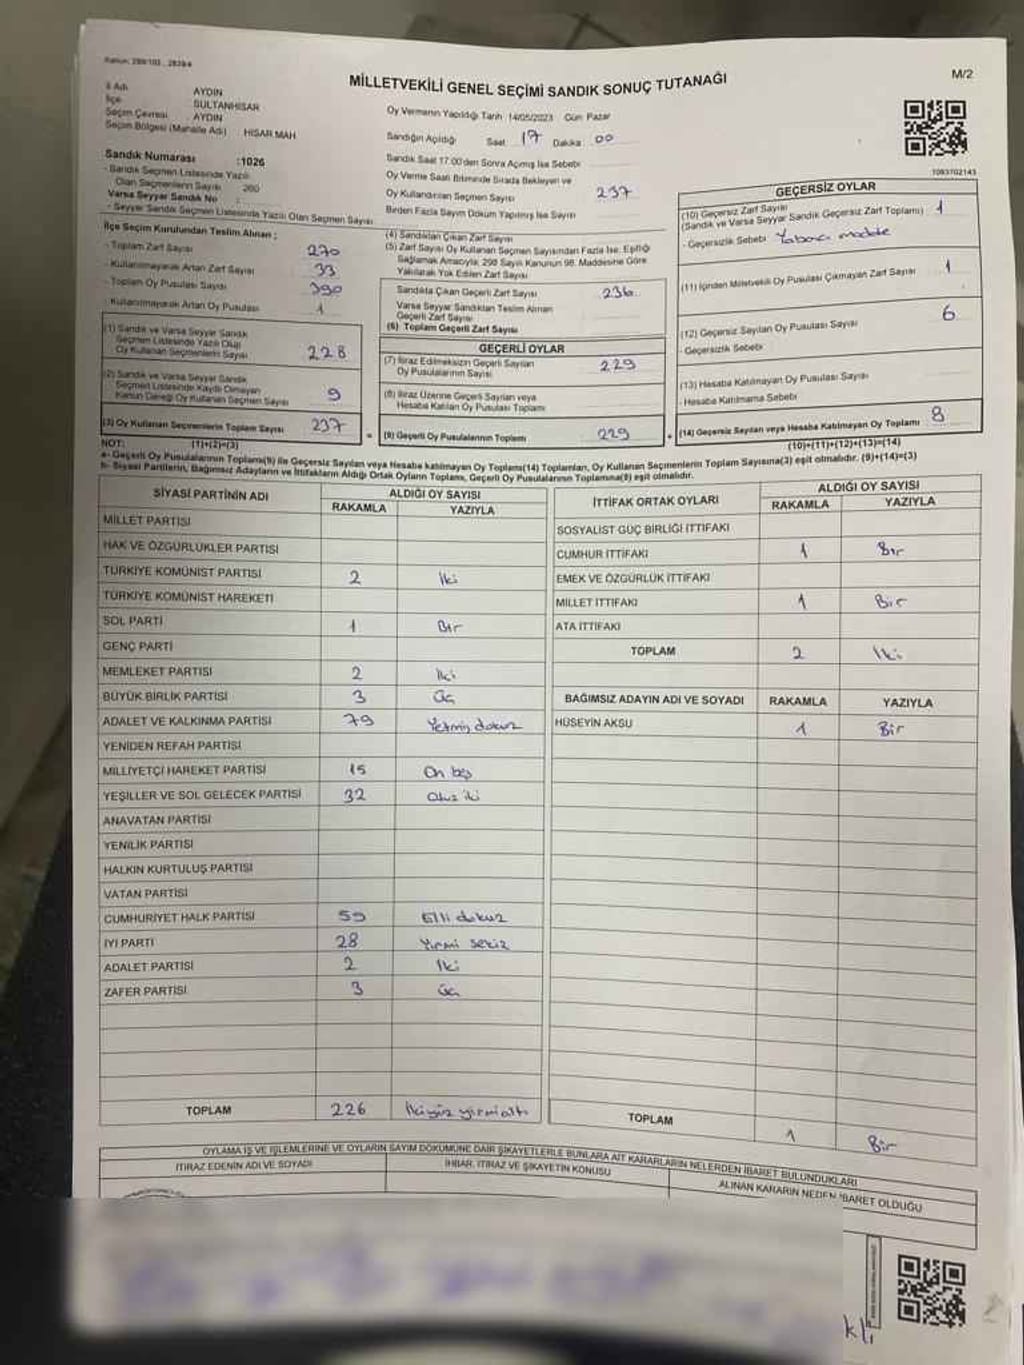 Kanun: 298/103 , 2839/4
MİLLETVEKİLİ GENEL SEÇİMİ SANDIK SONUÇ TUTANAĞI
M/2
İl Adı AYDIN
İlçe SULTANHİSAR
Seçim Çevresi AYDIN
Seçim Bölgesi (Mahalle Adı) HİSAR MAH
Sandık Numarası :1026
- Sandık Seçmen Listesinde Yazılı
Olan Seçmenlerin Sayısı 260
Varsa Seyyar Sandık No :
- Seyyar Sandık Seçmen Listesinde Yazılı Olan Seçmen Sayısı
Oy Vermenin Yapıldığı Tarih 14/05/2023 Gün Pazar
Sandığın Açıldığı Saat 17 Dakika 00
Sandık Saat 17:00'den Sonra Açılmış İse Sebebi
Oy Verme Saati Bitiminde Sırada Bekleyen ve
Oy Kullandırılan Seçmen Sayısı 237
Birden Fazla Sayım Döküm Yapılmış İse Sayısı
1083702143
İlçe Seçim Kurulundan Teslim Alınan ;
- Toplam Zarf Sayısı 270
- Kullanılmayarak Artan Zarf Sayısı 33
- Toplam Oy Pusulası Sayısı 390
- Kullanılmayarak Artan Oy Pusulası 1
(1) Sandık ve Varsa Seyyar Sandık
Seçmen Listesinde Yazılı Olup
Oy Kullanan Seçmenlerin Sayısı 228
(2) Sandık ve Varsa Seyyar Sandık
Seçmen Listesinde Kayıtlı Olmayan
Kanun Gereği Oy Kullanan Seçmen Sayısı 9
(3) Oy Kullanan Seçmenlerin Toplam Sayısı 237
(1)+(2)=(3)
(4) Sandıktan Çıkan Zarf Sayısı
(5) Zarf Sayısı Oy Kullanan Seçmen Sayısından Fazla İse, Eşitliği
Sağlamak Amacıyla, 298 Sayılı Kanunun 98. Maddesine Göre
Yakılarak Yok Edilen Zarf Sayısı
Sandıkta Çıkan Geçerli Zarf Sayısı 236
Varsa Seyyar Sandıktan Teslim Alınan
Geçerli Zarf Sayısı
(6) Toplam Geçerli Zarf Sayısı
GEÇERLİ OYLAR
(7) İtiraz Edilmeksizin Geçerli Sayılan
Oy Pusulalarının Sayısı 229
(8) İtiraz Üzerine Geçerli Sayılan veya
Hesaba Katılan Oy Pusulası Toplamı
= (9) Geçerli Oy Pusulalarının Toplamı 229
GEÇERSİZ OYLAR
(10) Geçersiz Zarf Sayısı 1
(Sandık ve Varsa Seyyar Sandık Geçersiz Zarf Toplamı)
- Geçersizlik Sebebi Yabancı madde
(11) İçinden Milletvekili Oy Pusulası Çıkmayan Zarf Sayısı 1
(12) Geçersiz Sayılan Oy Pusulası Sayısı 6
- Geçersizlik Sebebi
(13) Hesaba Katılmayan Oy Pusulası Sayısı
- Hesaba Katılmama Sebebi
+ (14) Geçersiz Sayılan veya Hesaba Katılmayan Oy Toplamı 8
(10)+(11)+(12)+(13)=(14)
NOT:
a- Geçerli Oy Pusulalarının Toplamı(9) ile Geçersiz Sayılan veya Hesaba katılmayan Oy Toplamı(14) Toplamları, Oy Kullanan Seçmenlerin Toplam Sayısına(3) eşit olmalıdır. (9)+(14)=(3)
b- Siyasi Partilerin, Bağımsız Adayların ve İttifakların Aldığı Ortak Oyların Toplamı, Geçerli Oy Pusulalarının Toplamına(9) eşit olmalıdır.
SİYASİ PARTİNİN ADI ALDIĞI OY SAYISI
RAKAMLA YAZIYLA
MİLLET PARTİSİ
HAK VE ÖZGÜRLÜKLER PARTİSİ
TÜRKİYE KOMÜNİST PARTİSİ 2 İki
TÜRKİYE KOMÜNİST HAREKETİ
SOL PARTİ 1 Bir
GENÇ PARTİ
MEMLEKET PARTİSİ 2 İki
BÜYÜK BİRLİK PARTİSİ 3 Üç
ADALET VE KALKINMA PARTİSİ 79 Yetmiş dokuz
YENİDEN REFAH PARTİSİ
MİLLİYETÇİ HAREKET PARTİSİ 15 On beş
YEŞİLLER VE SOL GELECEK PARTİSİ 32 Otuz iki
ANAVATAN PARTİSİ
YENİLİK PARTİSİ
HALKIN KURTULUŞ PARTİSİ
VATAN PARTİSİ
CUMHURİYET HALK PARTİSİ 59 Elli dokuz
İYİ PARTİ 28 Yirmi sekiz
ADALET PARTİSİ 2 İki
ZAFER PARTİSİ 3 Üç
TOPLAM 226 İkiyüz yirmialtı
İTTİFAK ORTAK OYLARI ALDIĞI OY SAYISI
RAKAMLA YAZIYLA
SOSYALİST GÜÇ BİRLİĞİ İTTİFAKI
CUMHUR İTTİFAKI 1 Bir
EMEK VE ÖZGÜRLÜK İTTİFAKI
MİLLET İTTİFAKI 1 Bir
ATA İTTİFAKI
TOPLAM 2 İki
BAĞIMSIZ ADAYIN ADI VE SOYADI RAKAMLA YAZIYLA
HÜSEYİN AKSU 1 Bir
TOPLAM 1 Bir
OYLAMA İŞ VE İŞLEMLERİNE VE OYLARIN SAYIM DÖKÜMÜNE DAİR ŞİKAYETLERLE BUNLARA AİT KARARLARIN NELERDEN İBARET BULUNDUKLARI
İTİRAZ EDENİN ADI VE SOYADI
İHBAR, İTİRAZ VE ŞİKAYETİN KONUSU
ALINAN KARARIN NEDEN İBARET OLDUĞU
klı